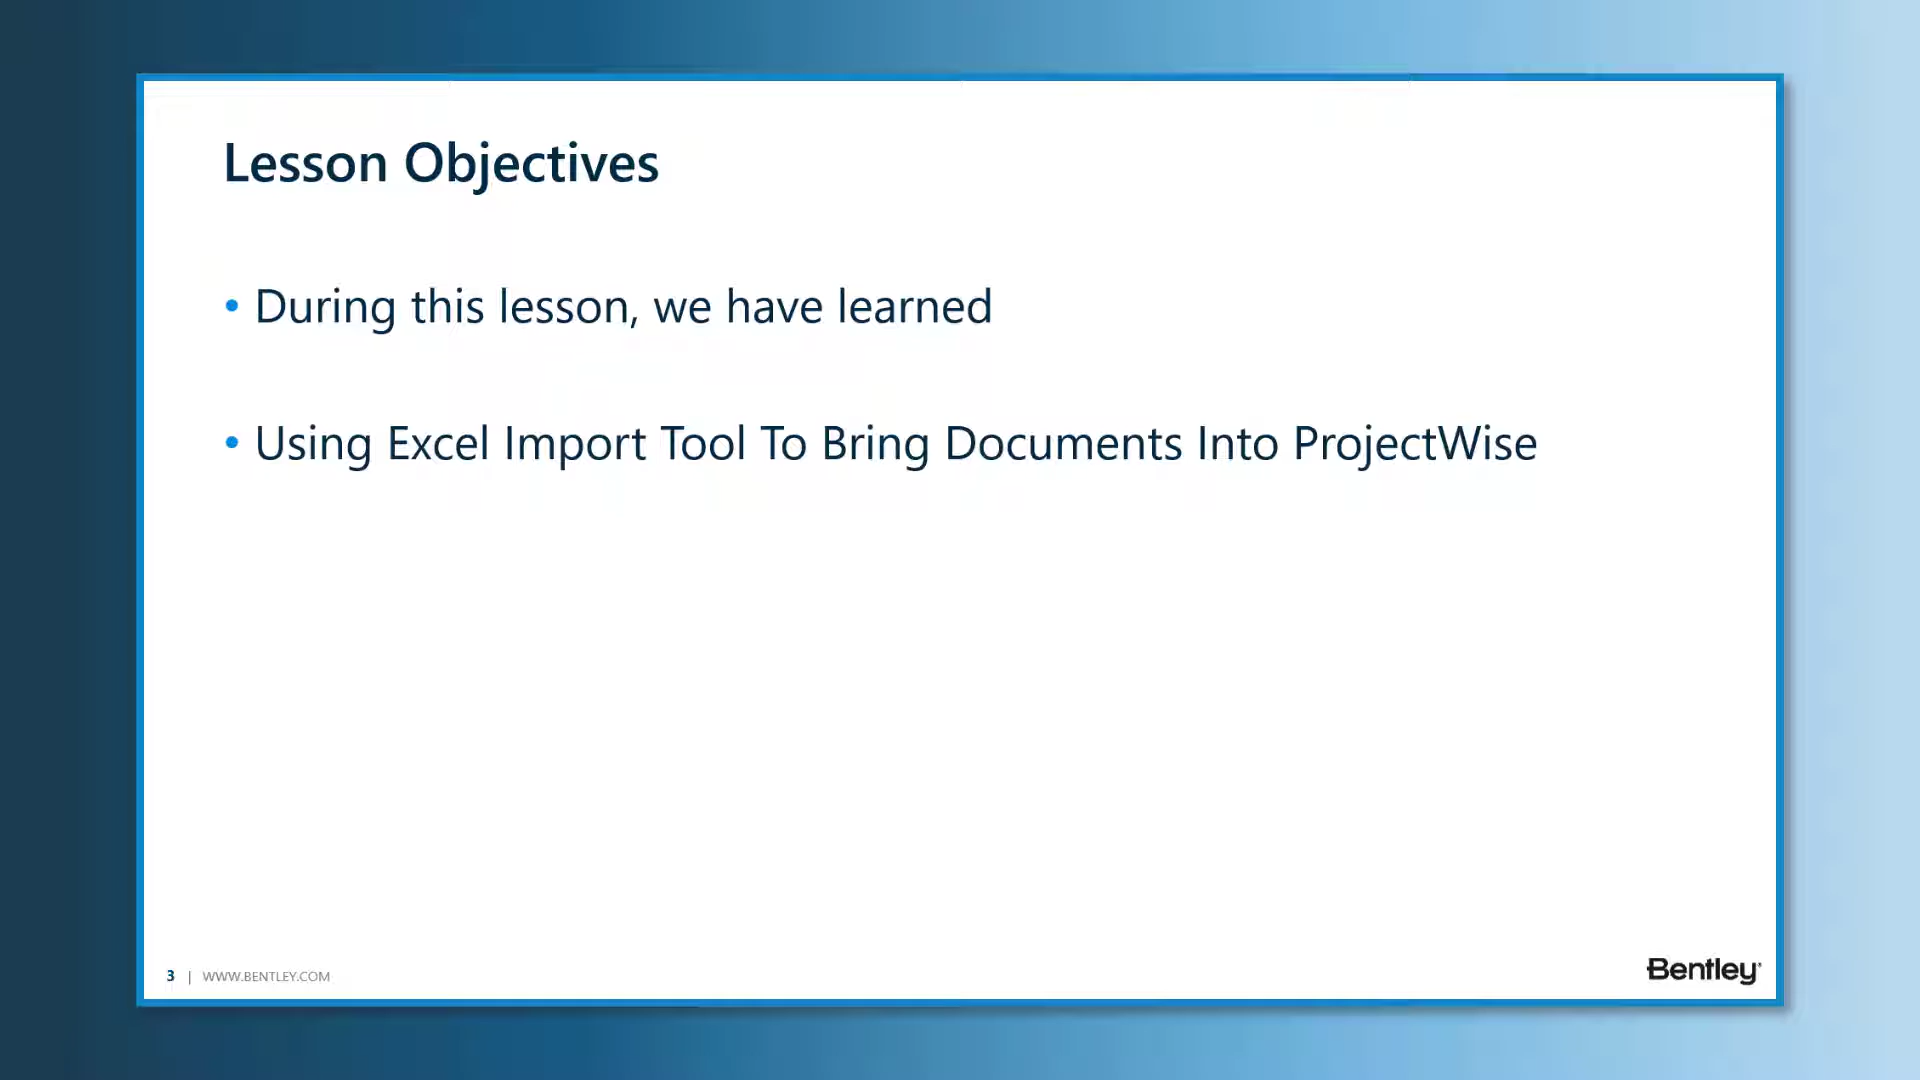 Lesson Objectives
• During this lesson, we have learned
• Using Excel Import Tool To Bring Documents Into ProjectWise
3 | WWW.BENTLEY.COM
Bentley